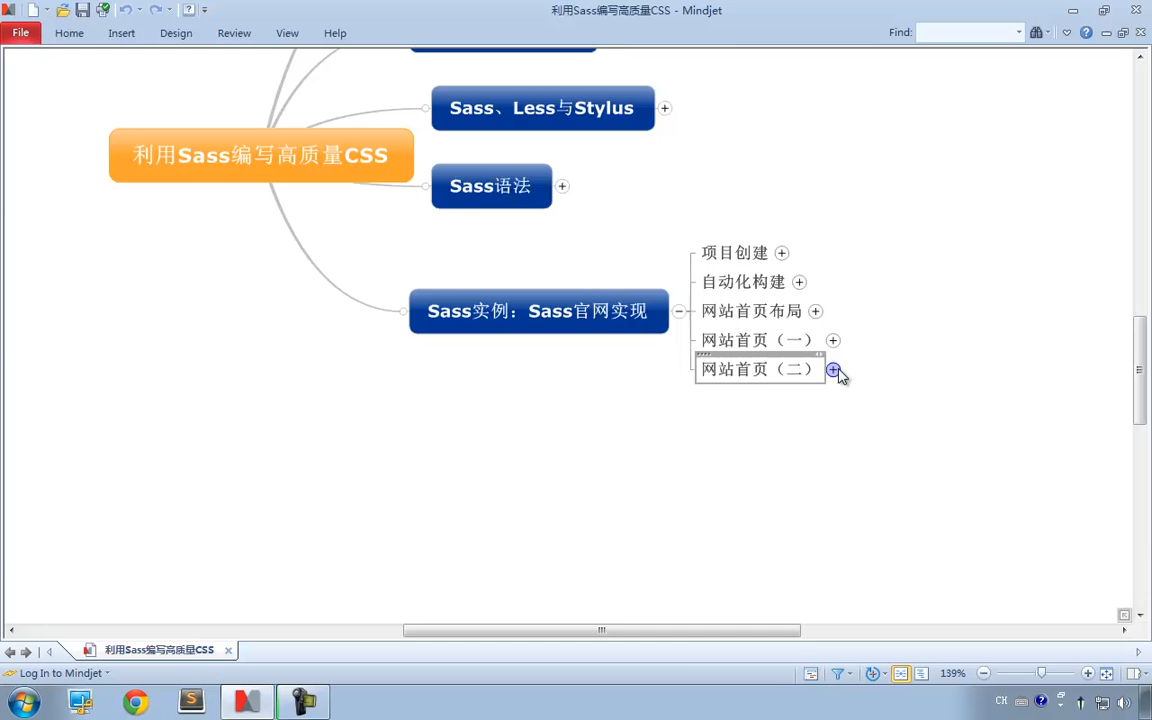 利用Sass编写高质量CSS - Mindjet
File Home Insert Design Review View Help Find:
Sass、Less与Stylus
利用Sass编写高质量CSS
Sass语法
项目创建
自动化构建
Sass实例：Sass官网实现
网站首页布局
网站首页（一）
网站首页（二）
利用Sass编写高质量CSS
Log In to Mindjet
139%
CH